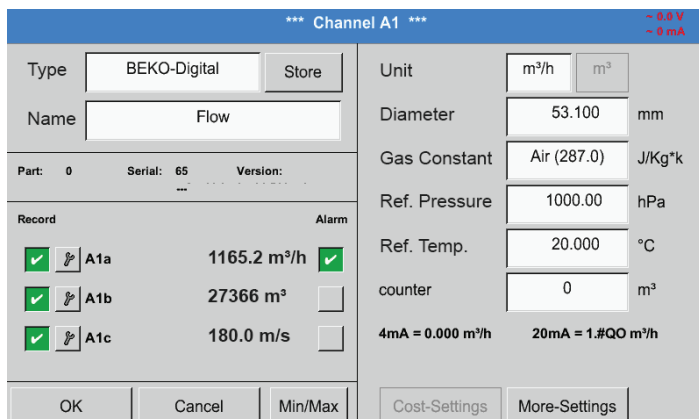 *** Channel A1 ***
~ 0.0 V
~ 0 mA
Type BEKO-Digital Store
Name Flow
Part: 0 Serial: 65 Version:
---
Record Alarm
A1a 1165.2 m³/h
A1b 27366 m³
A1c 180.0 m/s
OK Cancel Min/Max
Unit m³/h m³
Diameter 53.100 mm
Gas Constant Air (287.0) J/Kg*k
Ref. Pressure 1000.00 hPa
Ref. Temp. 20.000 °C
counter 0 m³
4mA = 0.000 m³/h 20mA = 1.#QO m³/h
Cost-Settings More-Settings